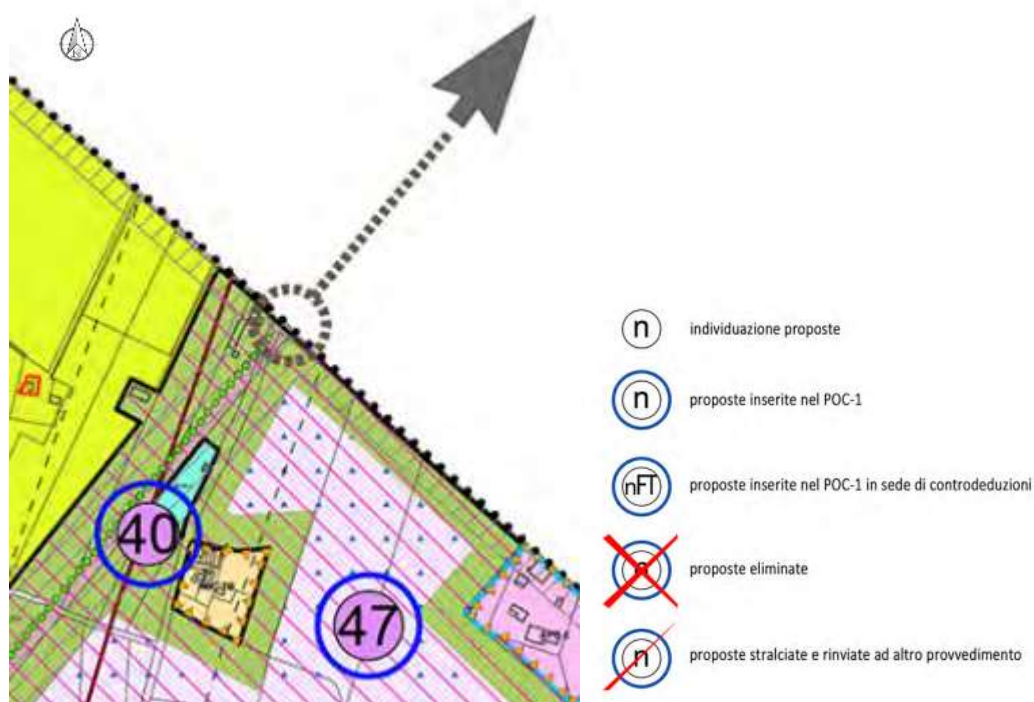 N
40
47
n individuazione proposte
n proposte inserite nel POC-1
nFT proposte inserite nel POC-1 in sede di controdeduzioni
proposte eliminate
n proposte stralciate e rinviate ad altro provvedimento